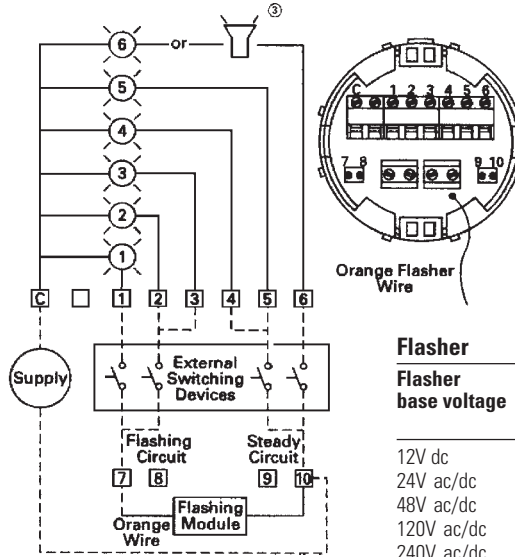 ③
6 or
5
4
3
2
1
C 1 2 3 4 5 6
Supply
External
Switching
Devices
Flashing
Circuit
Steady
Circuit
7 8 9 10
Flashing
Module
Orange
Wire
C 1 2 3 4 5 6
7 8 9 10
Orange Flasher
Wire
Flasher
Flasher
base voltage
12V dc
24V ac/dc
48V ac/dc
120V ac/dc
240V ac/dc